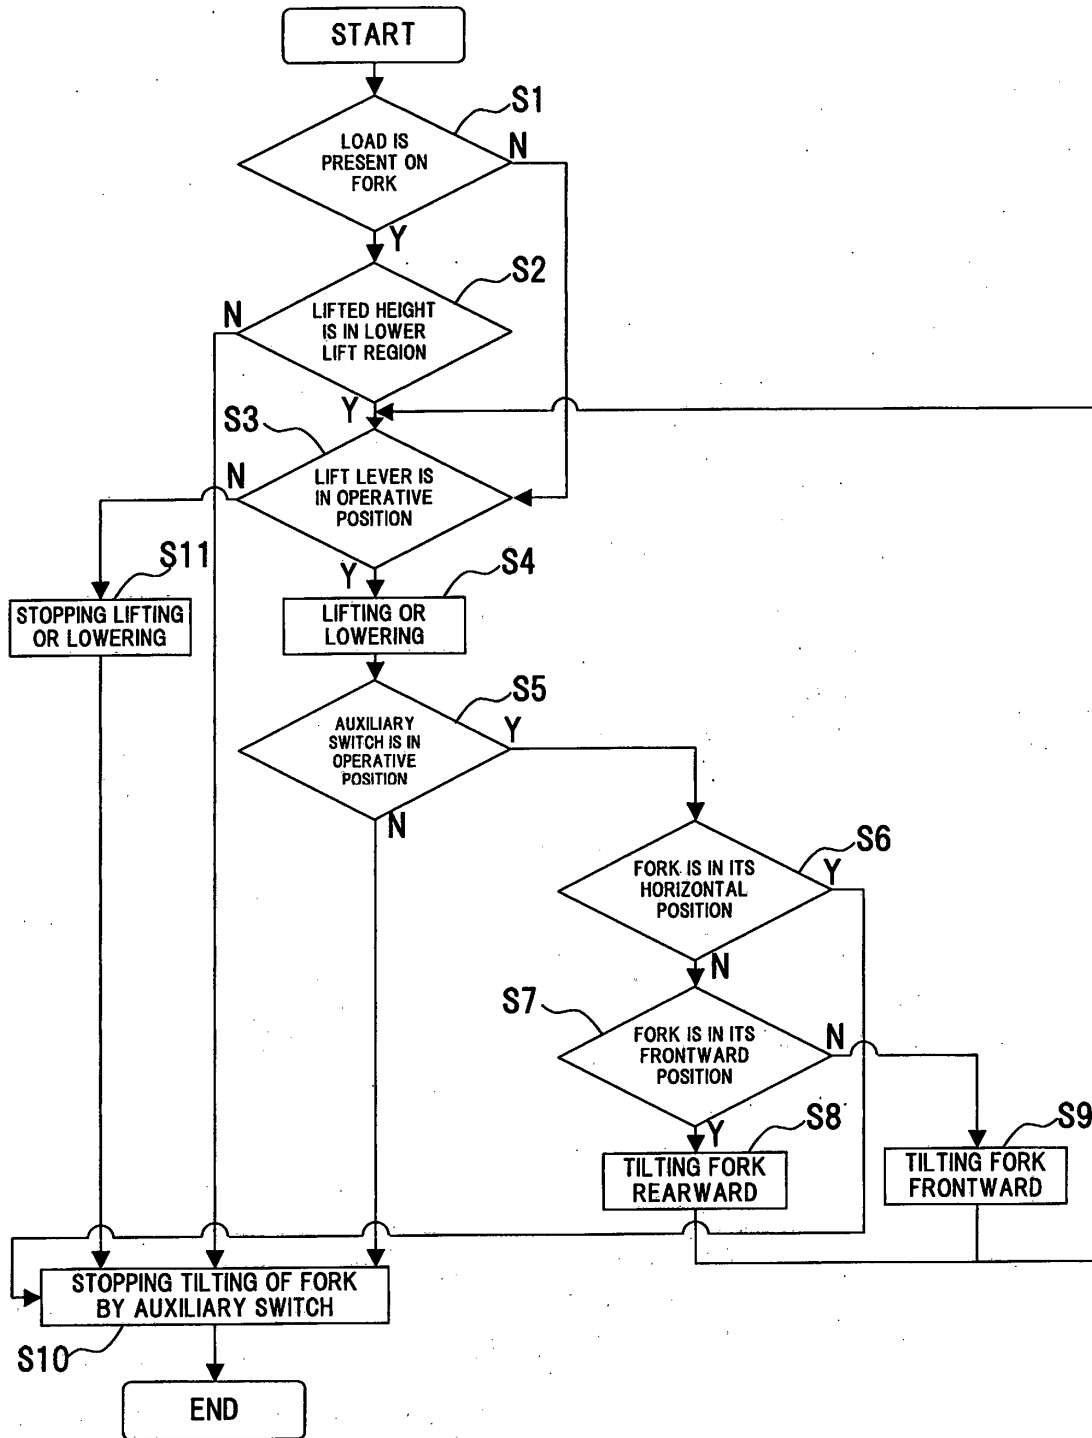 START
S1
LOAD IS
PRESENT ON
FORK
N
Y
S2
LIFTED HEIGHT
IS IN LOWER
LIFT REGION
N
Y
S3
LIFT LEVER IS
IN OPERATIVE
POSITION
N
Y
S11
STOPPING LIFTING
OR LOWERING
S4
LIFTING OR
LOWERING
S5
AUXILIARY
SWITCH IS IN
OPERATIVE
POSITION
Y
N
S6
FORK IS IN ITS
HORIZONTAL
POSITION
Y
N
S7
FORK IS IN ITS
FRONTWARD
POSITION
N
Y
S8
TILTING FORK
REARWARD
S9
TILTING FORK
FRONTWARD
STOPPING TILTING OF FORK
BY AUXILIARY SWITCH
S10
END